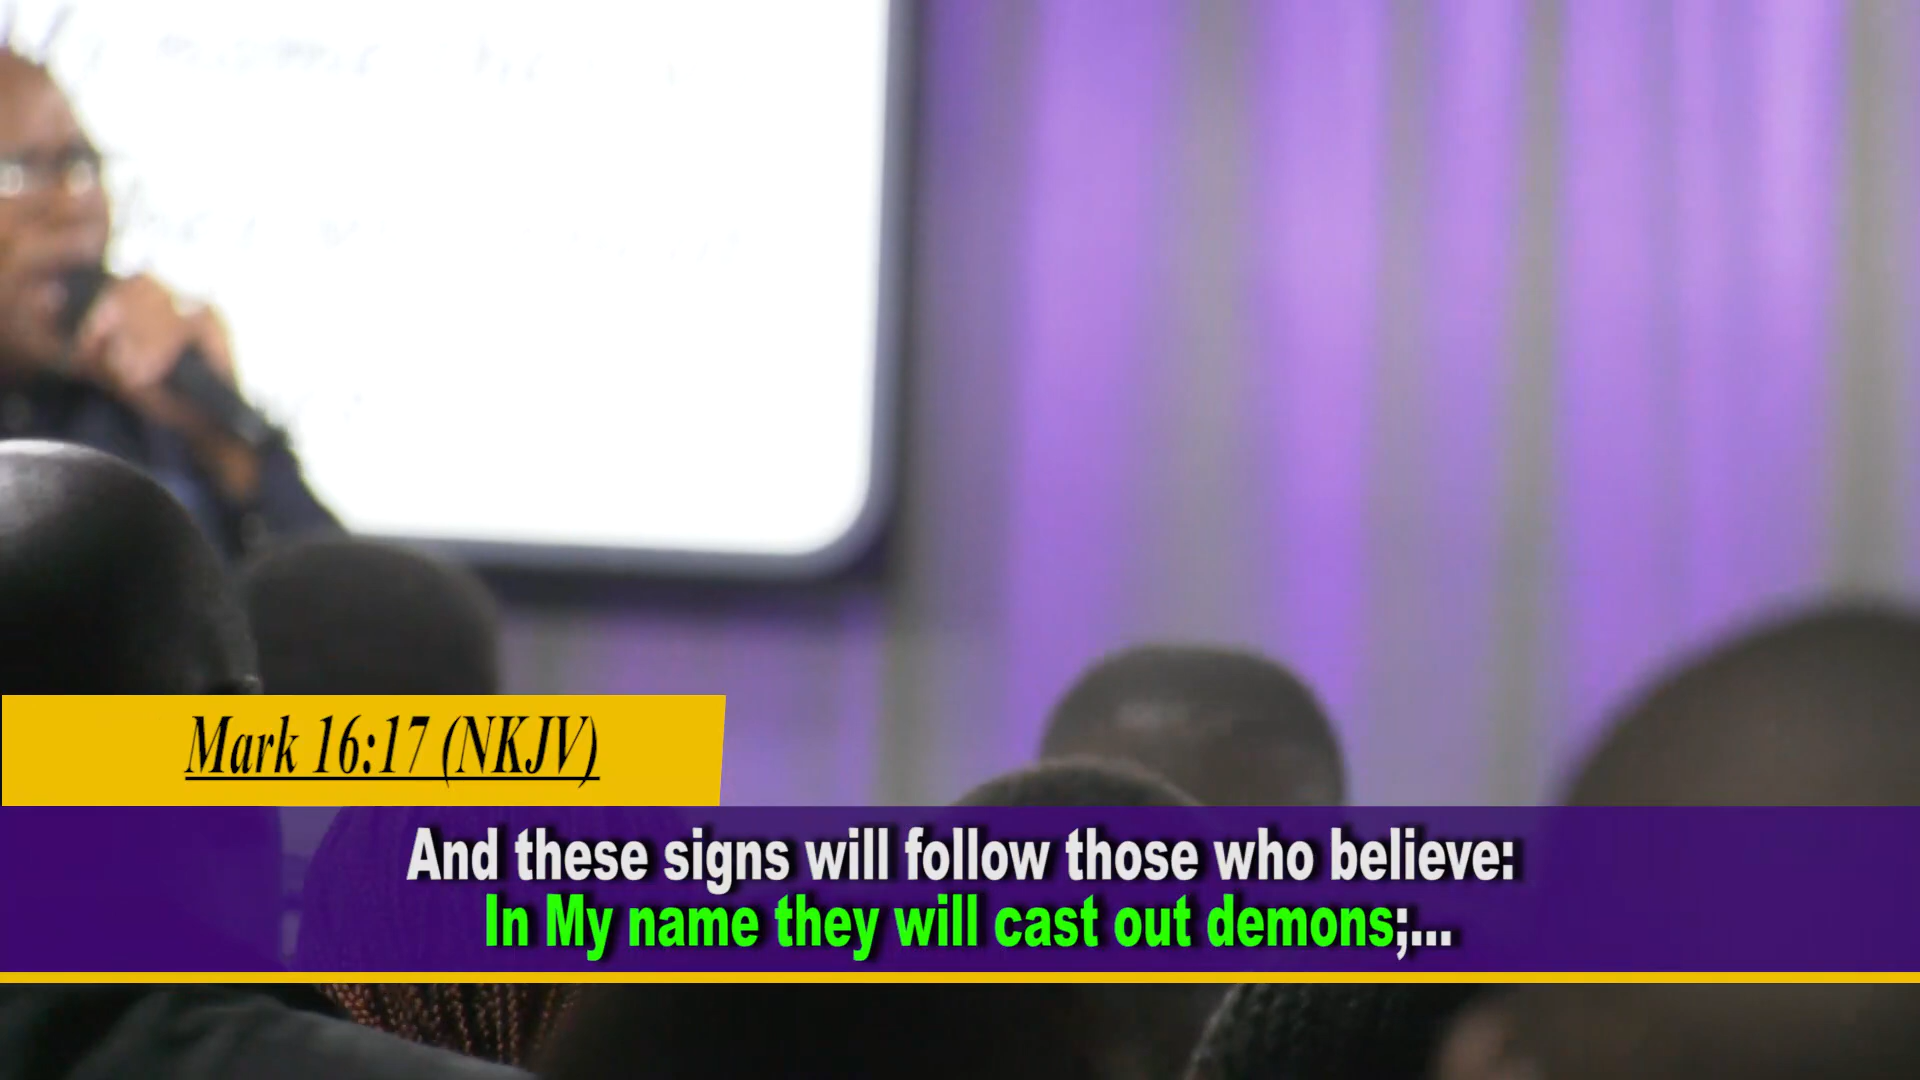 Mark 16:17 (NKJV)
And these signs will follow those who believe:
In My name they will cast out demons;...